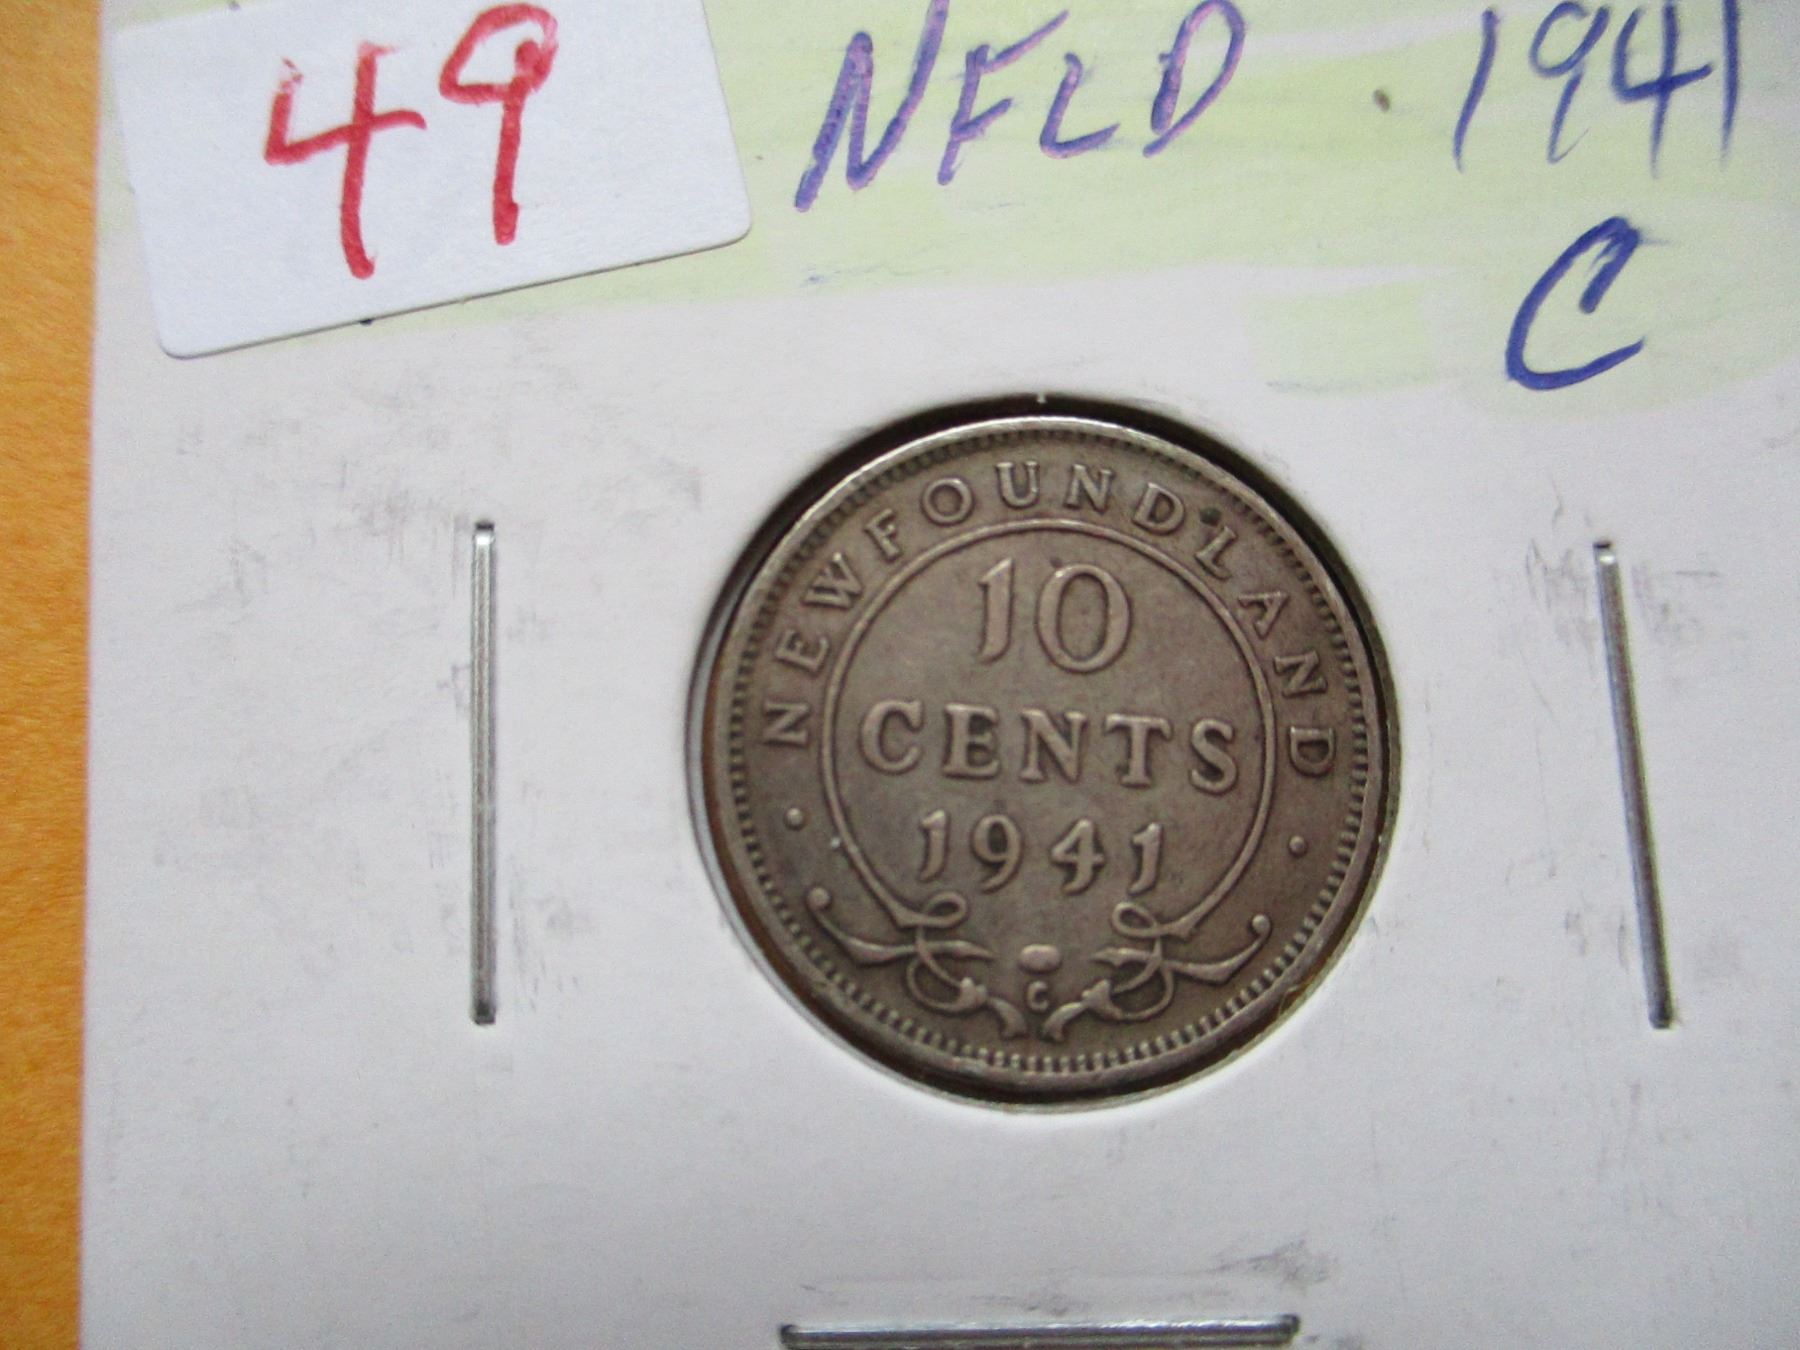 49
NFLD . 1941
C
NEWFOUNDLAND
10
CENTS
1941
C